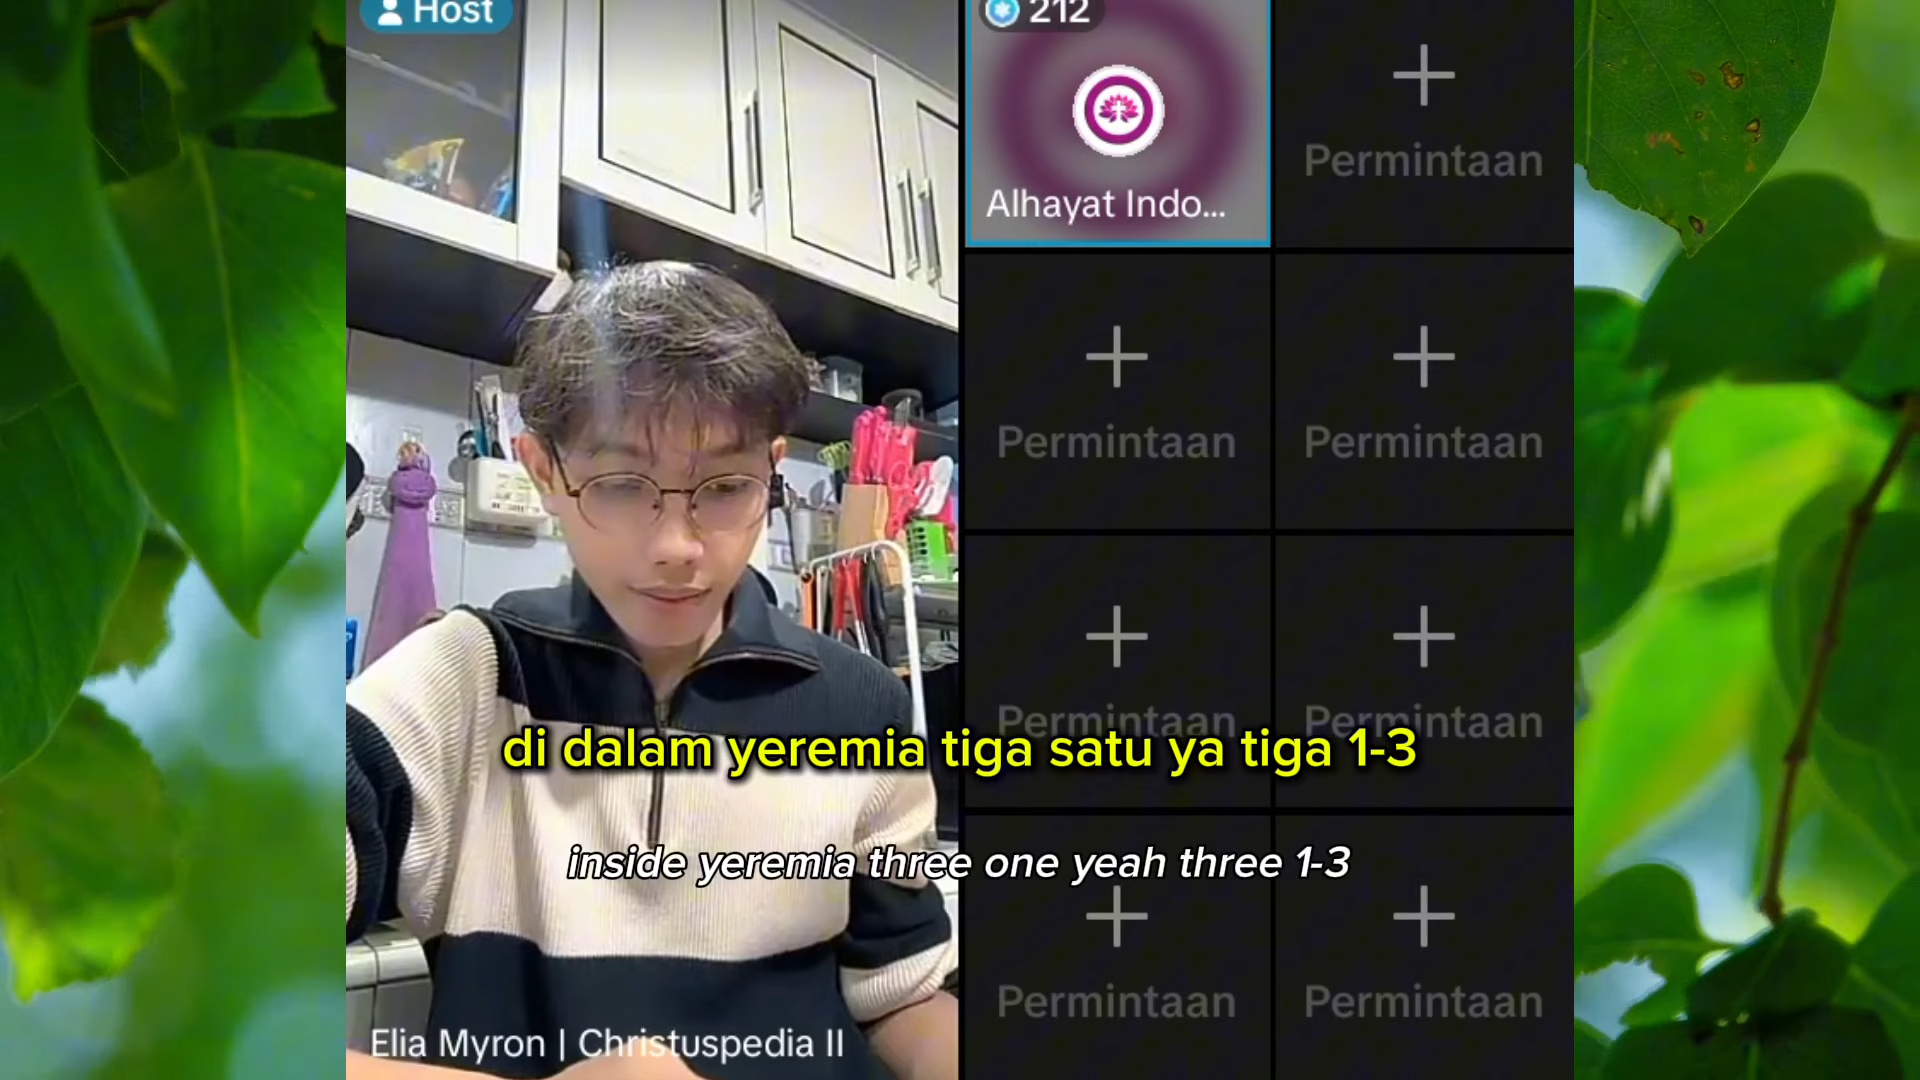 Host
212
Alhayat Indo...
Permintaan
Permintaan
Permintaan
Permintaan
Permintaan
di dalam yeremia tiga satu ya tiga 1-3
inside yeremia three one yeah three 1-3
Permintaan
Permintaan
Elia Myron | Christuspedia II